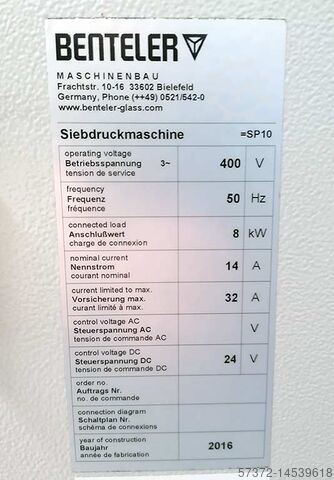 BENTELER
MASCHINENBAU
Frachtstr. 10-16 33602 Bielefeld
Germany, Phone (++49) 0521/542-0
www.benteler-glass.com
Siebdruckmaschine =SP10
operating voltage
Betriebsspannung 3~ 400 V
tension de service
frequency
Frequenz 50 Hz
fréquence
connected load
Anschlußwert 8 kW
charge de connexion
nominal current
Nennstrom 14 A
courant nominal
current limited to max.
Vorsicherung max. 32 A
curant limité à max.
control voltage AC
Steuerspannung AC V
tension de commande AC
control voltage DC
Steuerspannung DC 24 V
tension de commande DC
order no.
Auftrags Nr.
no. de commande
connection diagram
Schaltplan Nr.
schéma de connexions
year of construction
Baujahr 2016
année de fabrication
57372-14539618